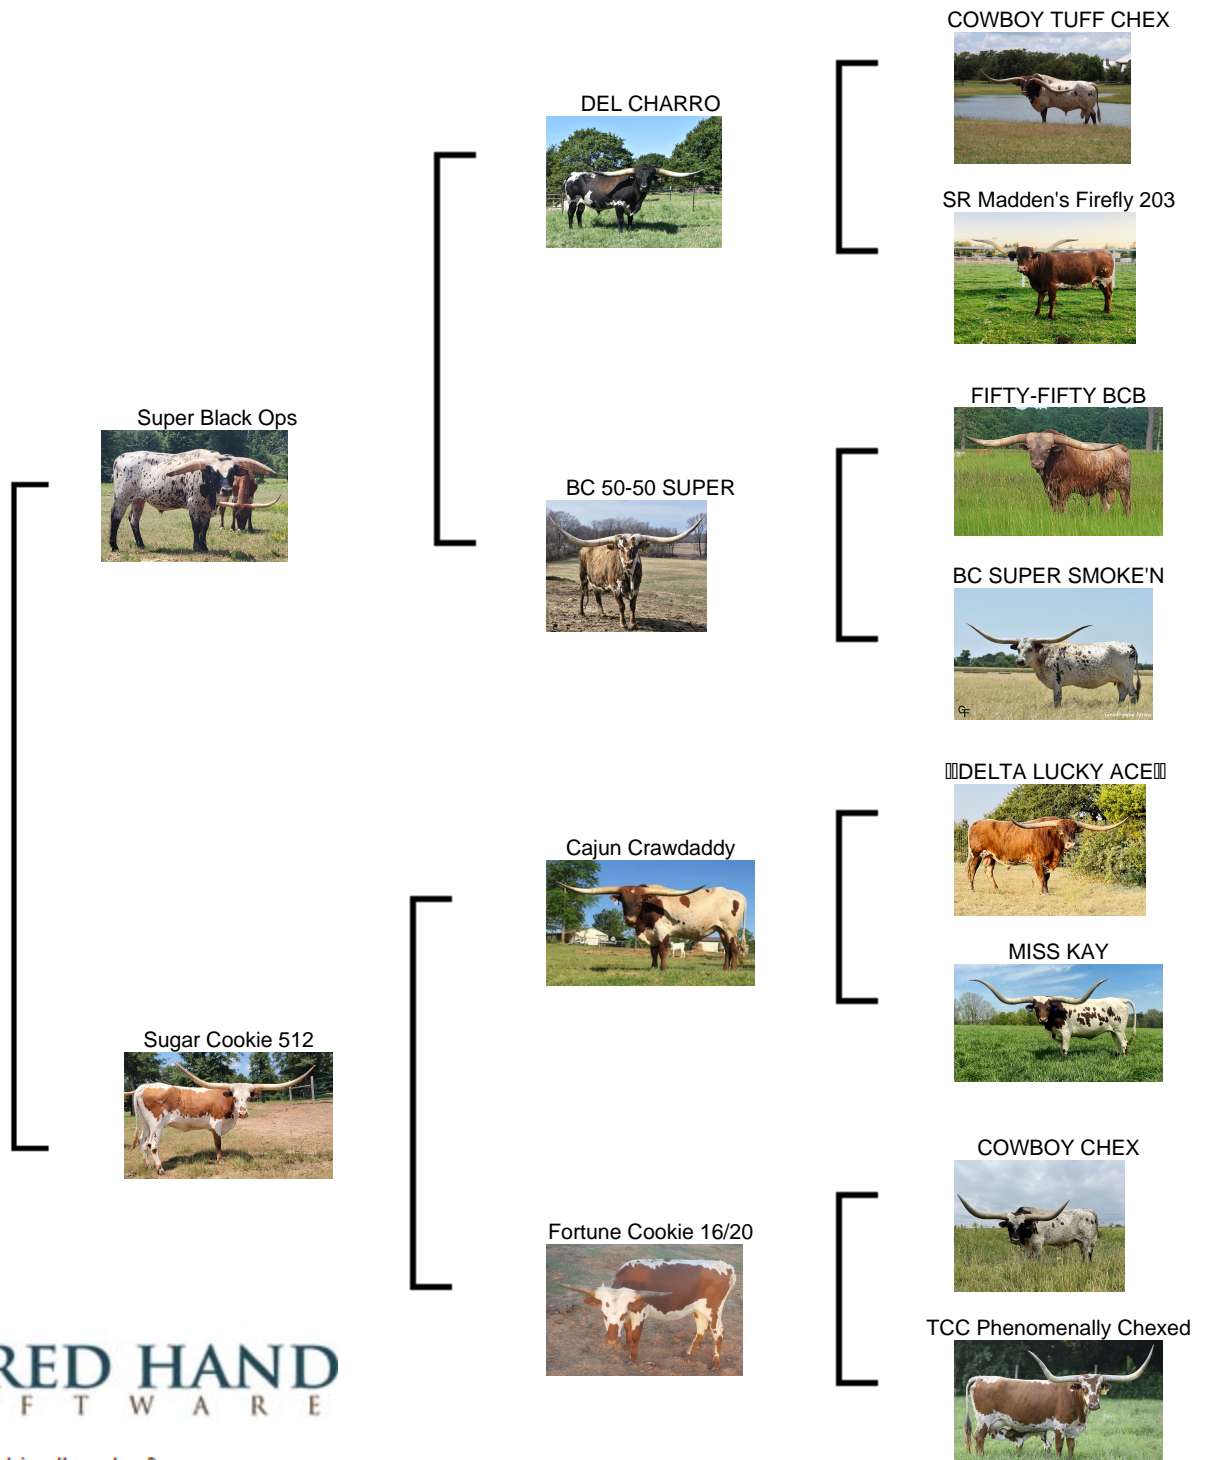 COWBOY TUFF CHEX
DEL CHARRO
SR Madden's Firefly 203
FIFTY-FIFTY BCB
Super Black Ops
BC 50-50 SUPER
BC SUPER SMOKE'N
DELTA LUCKY ACE
Cajun Crawdaddy
MISS KAY
Sugar Cookie 512
COWBOY CHEX
Fortune Cookie 16/20
TCC Phenomenally Chexed
RED HAND
F T W A R E